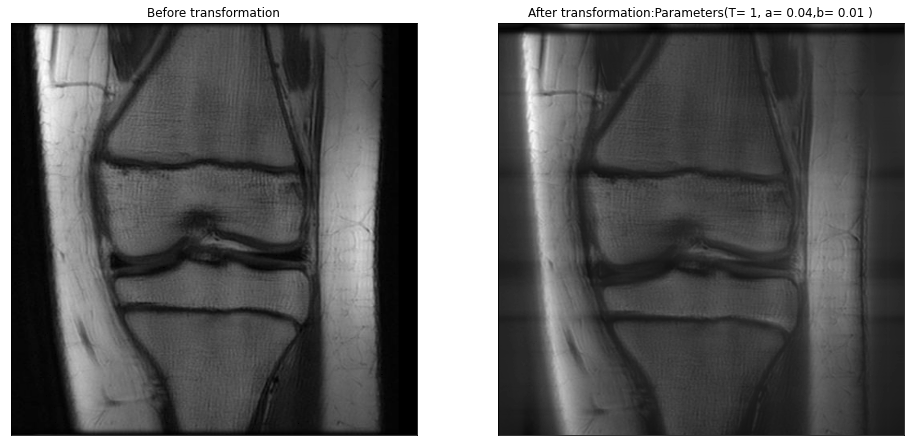 Before transformation
After transformation:Parameters(T= 1, a= 0.04,b= 0.01 )